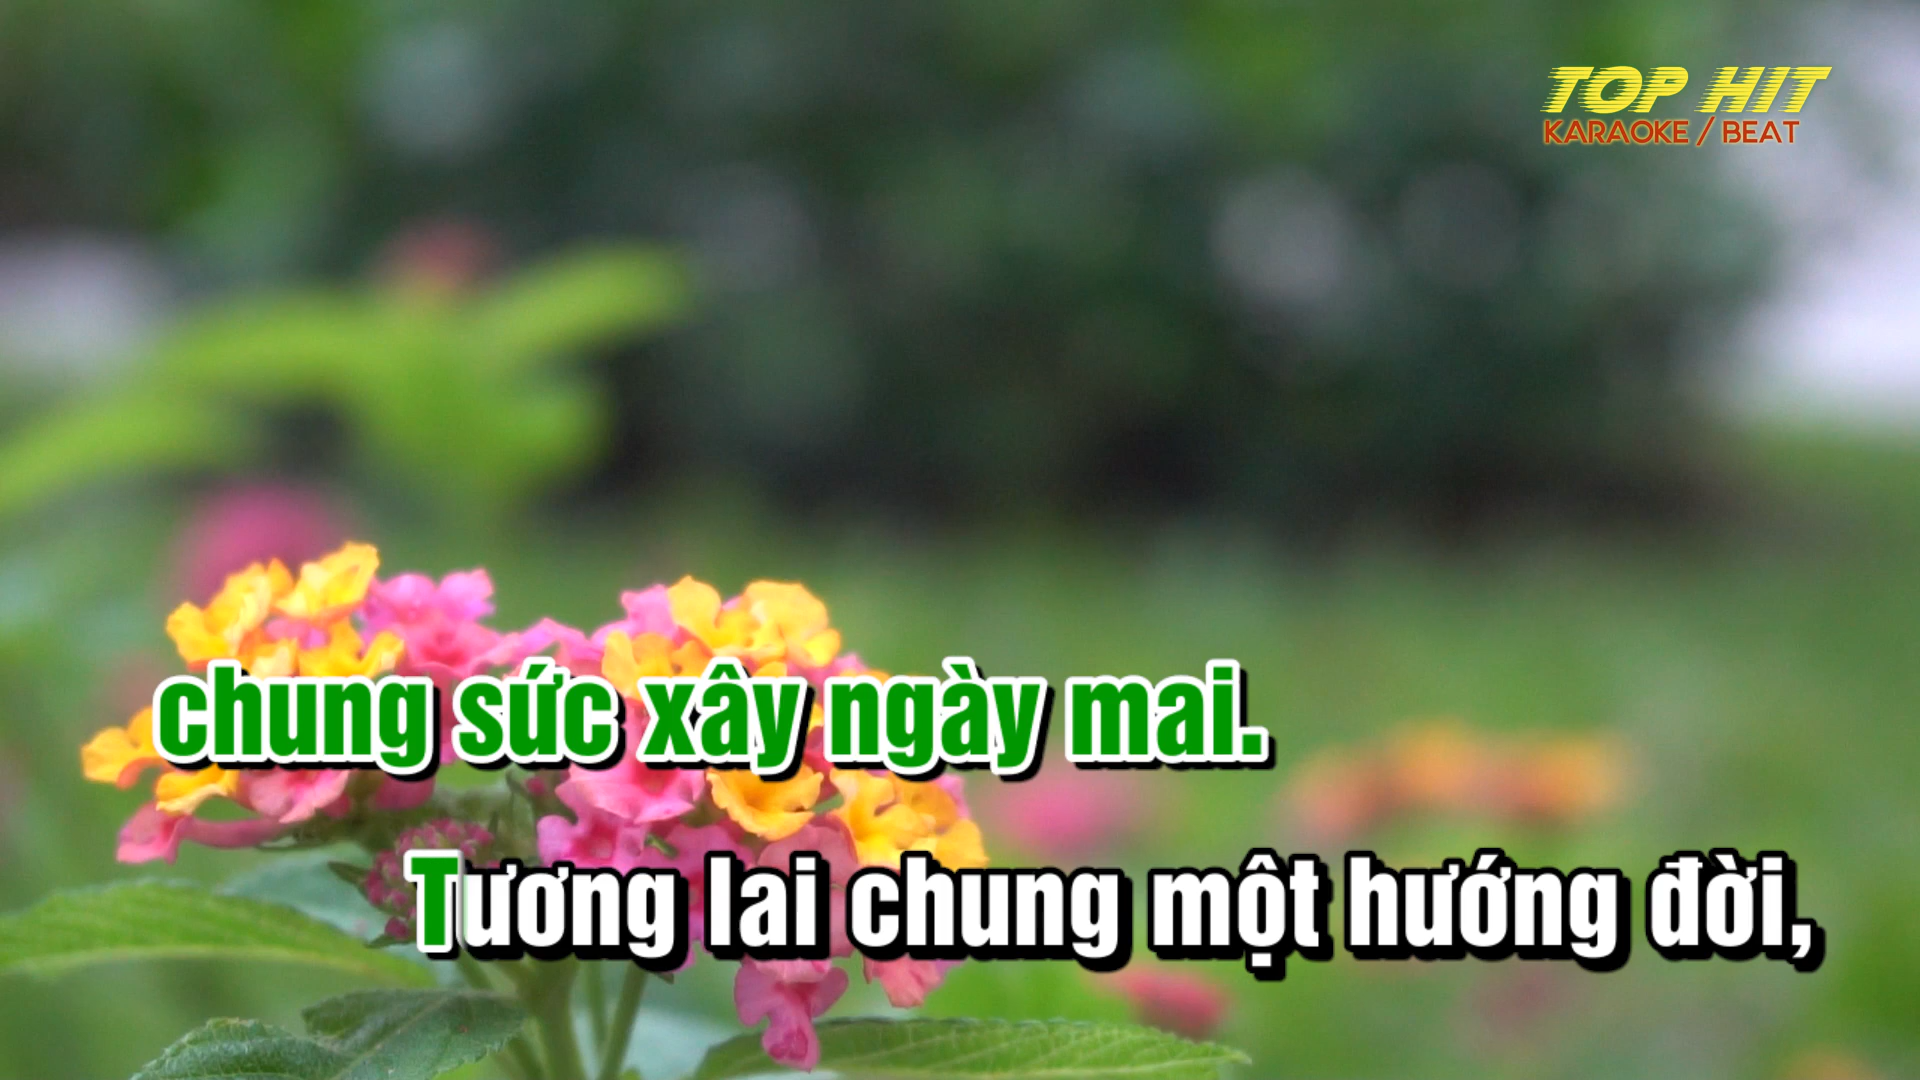 TOP HIT
KARAOKE / BEAT
chung sức xây ngày mai.
Tương lai chung một hướng đời,